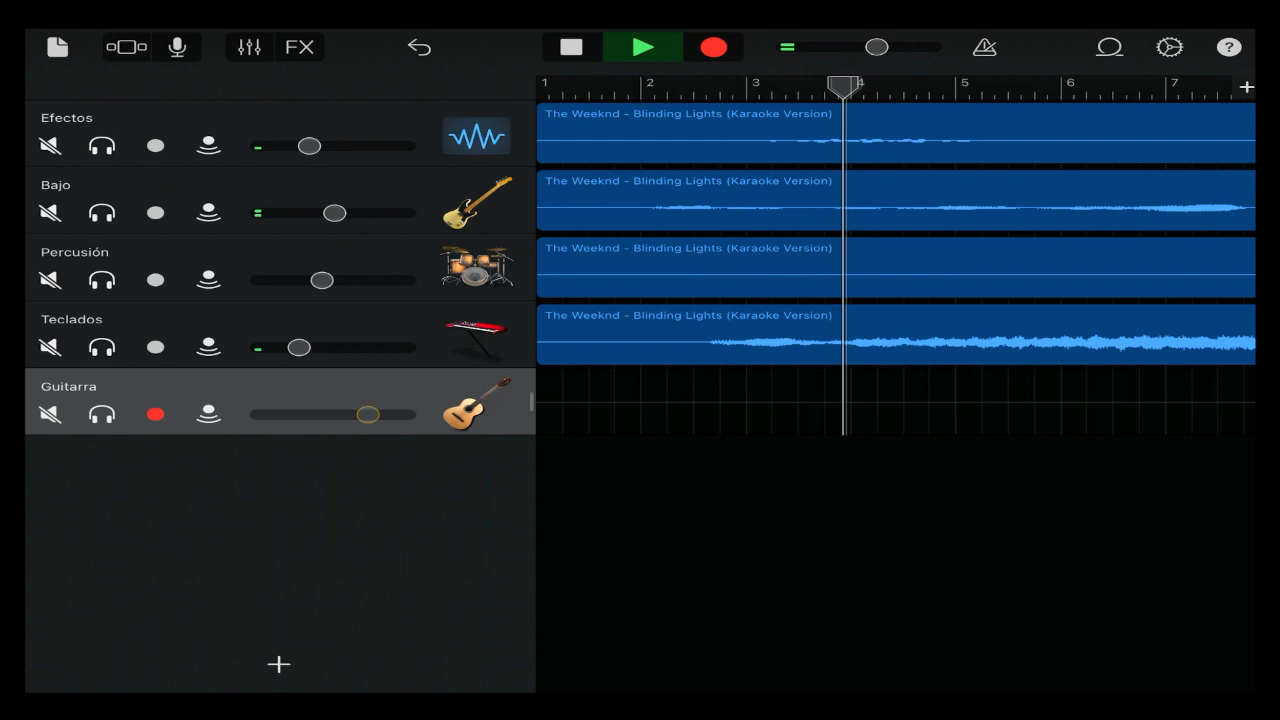 FX
1 2 3 4 5 6 7
Efectos
The Weeknd - Blinding Lights (Karaoke Version)
Bajo
The Weeknd - Blinding Lights (Karaoke Version)
Percusión
The Weeknd - Blinding Lights (Karaoke Version)
Teclados
The Weeknd - Blinding Lights (Karaoke Version)
Guitarra